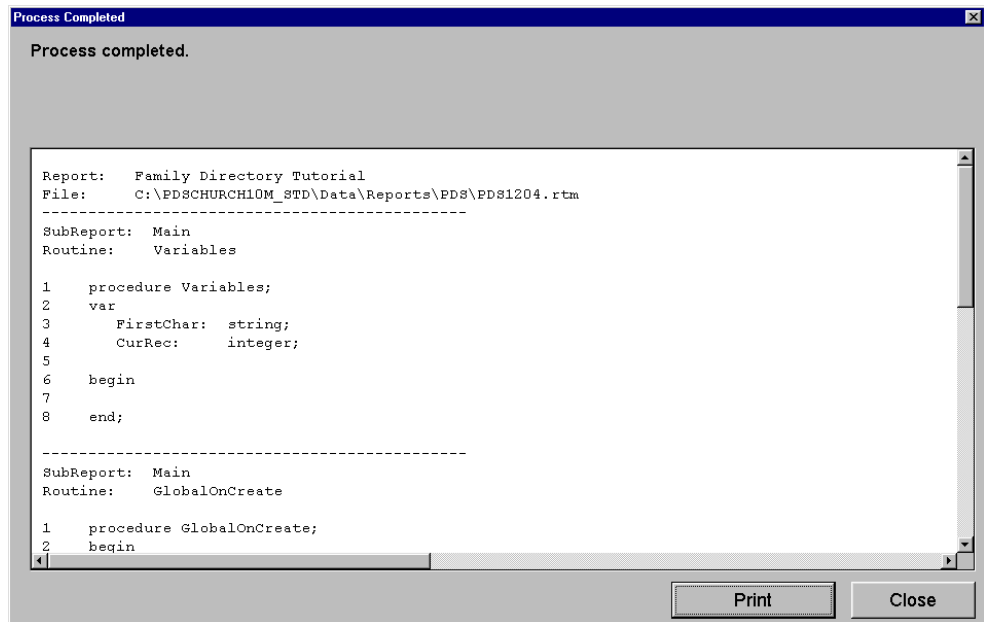 Process Completed
Process completed.
Report:   Family Directory Tutorial
File:     C:\PDSCHURCH10M_STD\Data\Reports\PDS\PDS1204.rtm
----------------------------------------------
SubReport:  Main
Routine:    Variables
1    procedure Variables;
2    var
3       FirstChar:  string;
4       CurRec:     integer;
5
6    begin
7
8    end;
----------------------------------------------
SubReport:  Main
Routine:    GlobalOnCreate
1    procedure GlobalOnCreate;
2    begin
Print
Close